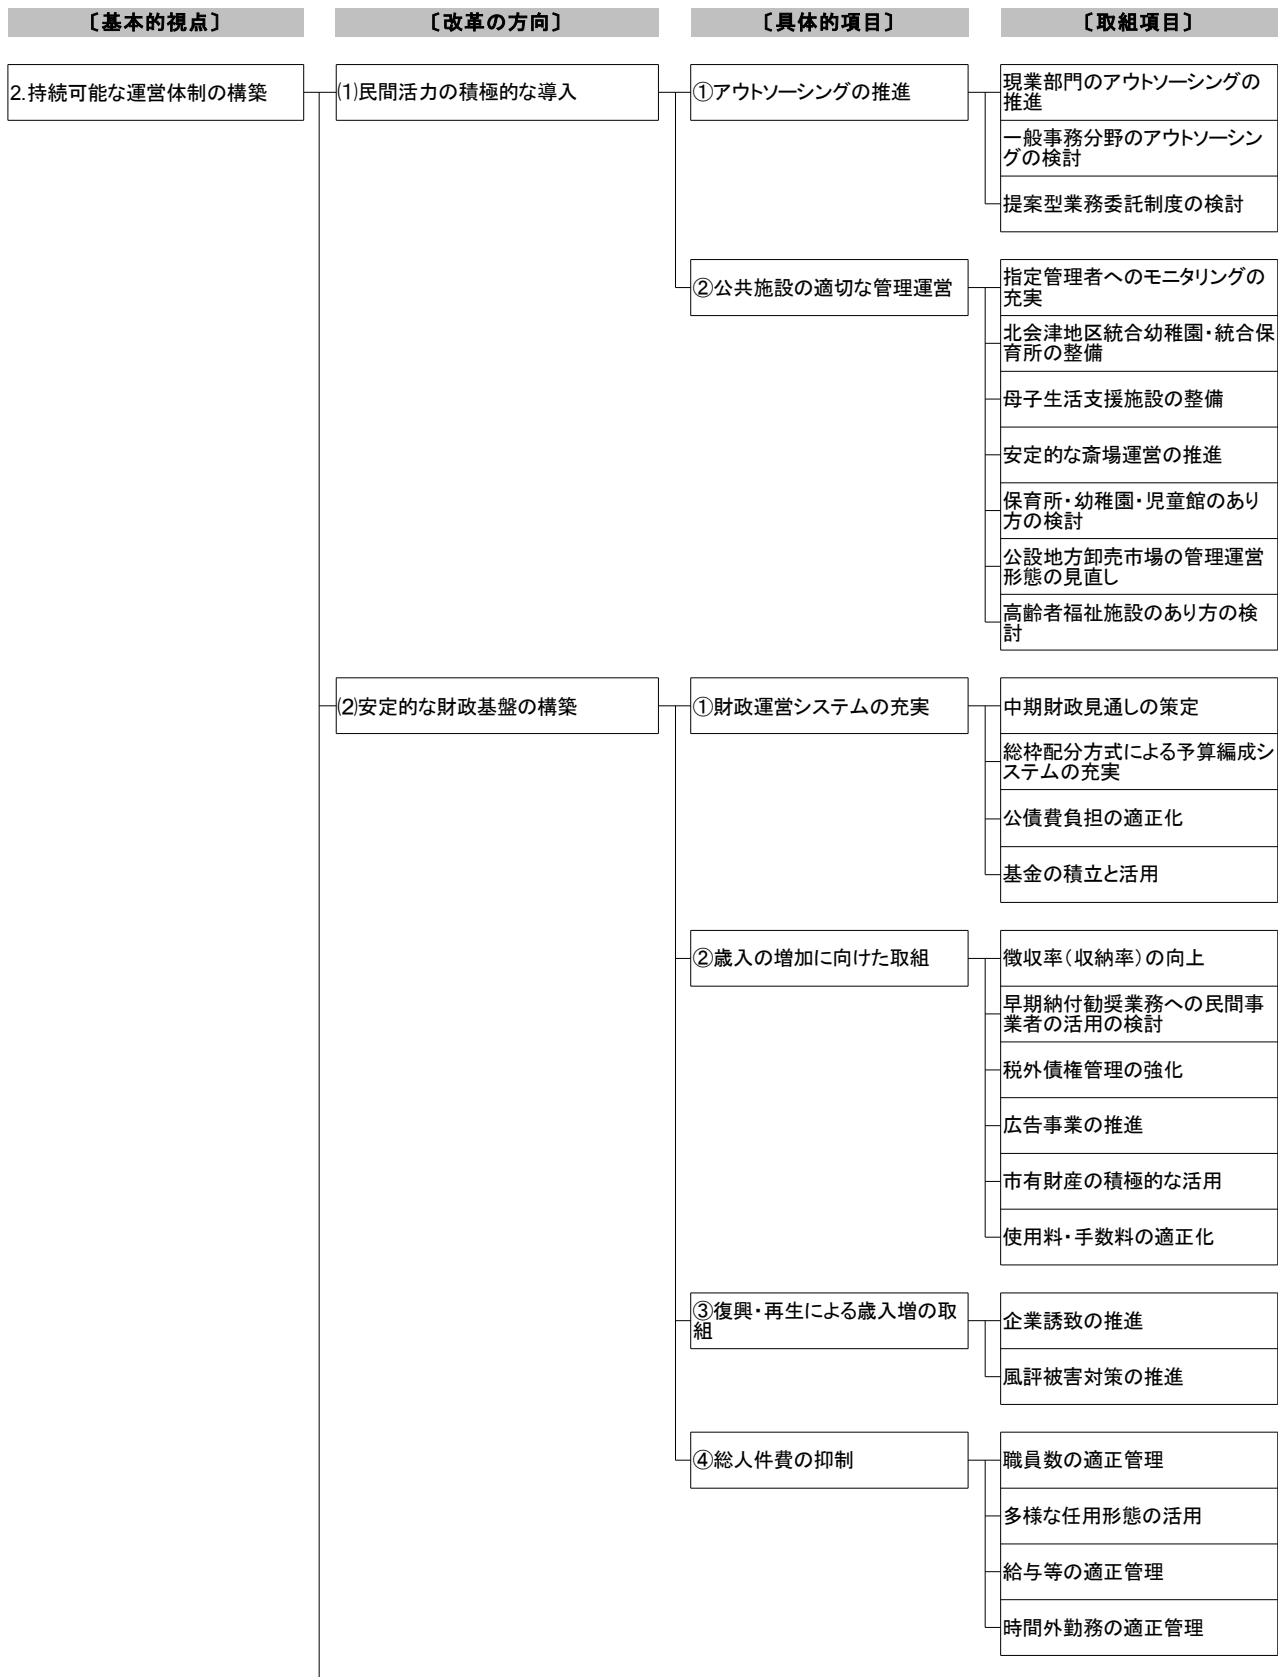 〔基本的視点〕
〔改革の方向〕
〔具体的項目〕
〔取組項目〕
2.持続可能な運営体制の構築
⑴民間活力の積極的な導入
①アウトソーシングの推進
現業部門のアウトソーシングの
推進
一般事務分野のアウトソーシン
グの検討
提案型業務委託制度の検討
②公共施設の適切な管理運営
指定管理者へのモニタリングの
充実
北会津地区統合幼稚園・統合保
育所の整備
母子生活支援施設の整備
安定的な斎場運営の推進
保育所・幼稚園・児童館のあり
方の検討
公設地方卸売市場の管理運営
形態の見直し
高齢者福祉施設のあり方の検
討
⑵安定的な財政基盤の構築
①財政運営システムの充実
中期財政見通しの策定
総枠配分方式による予算編成シ
ステムの充実
公債費負担の適正化
基金の積立と活用
②歳入の増加に向けた取組
徴収率（収納率）の向上
早期納付勧奨業務への民間事
業者の活用の検討
税外債権管理の強化
広告事業の推進
市有財産の積極的な活用
使用料・手数料の適正化
③復興・再生による歳入増の取
組
企業誘致の推進
風評被害対策の推進
④総人件費の抑制
職員数の適正管理
多様な任用形態の活用
給与等の適正管理
時間外勤務の適正管理